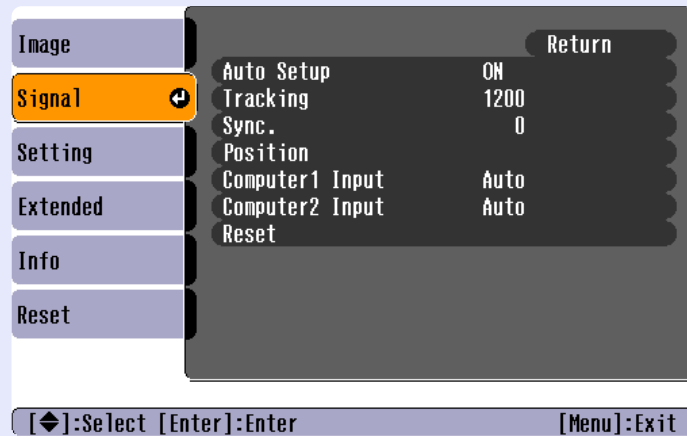 Image
Signal
Setting
Extended
Info
Reset
Return
Auto Setup ON
Tracking 1200
Sync. 0
Position
Computer1 Input Auto
Computer2 Input Auto
Reset
[◆]:Select [Enter]:Enter [Menu]:Exit